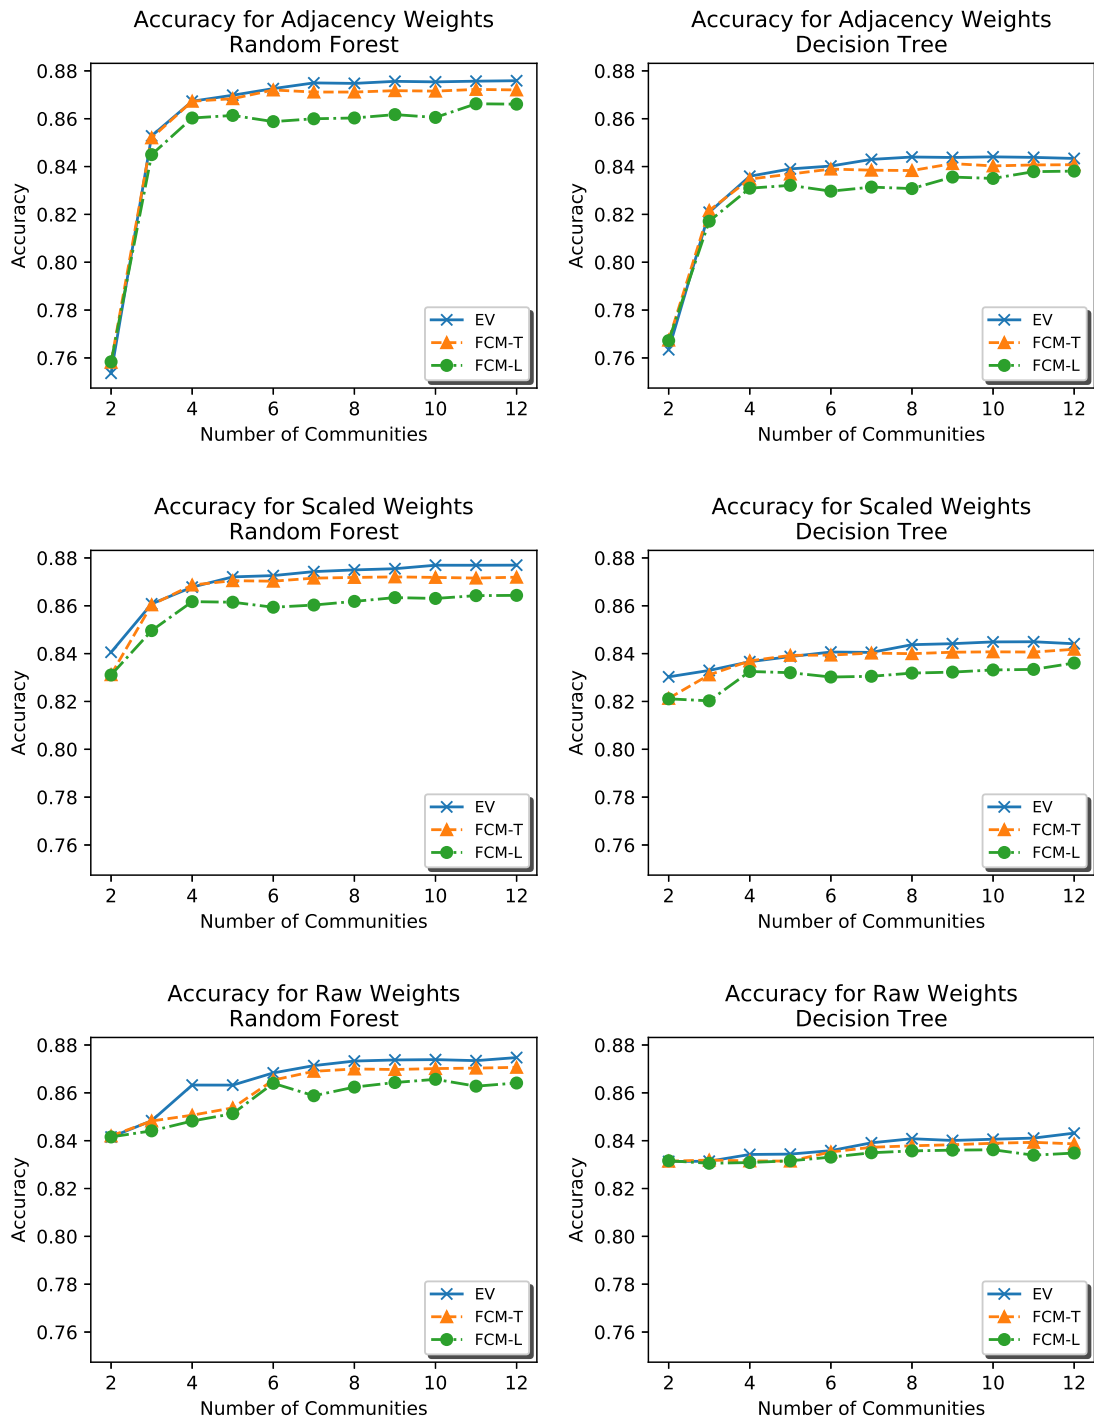 Accuracy for Adjacency Weights
Random Forest
0.88
0.86
0.84
0.82
0.80
0.78
0.76
Accuracy
2 4 6 8 10 12
Number of Communities
EV
FCM-T
FCM-L
Accuracy for Adjacency Weights
Decision Tree
0.88
0.86
0.84
0.82
0.80
0.78
0.76
Accuracy
2 4 6 8 10 12
Number of Communities
EV
FCM-T
FCM-L
Accuracy for Scaled Weights
Random Forest
0.88
0.86
0.84
0.82
0.80
0.78
0.76
Accuracy
2 4 6 8 10 12
Number of Communities
EV
FCM-T
FCM-L
Accuracy for Scaled Weights
Decision Tree
0.88
0.86
0.84
0.82
0.80
0.78
0.76
Accuracy
2 4 6 8 10 12
Number of Communities
EV
FCM-T
FCM-L
Accuracy for Raw Weights
Random Forest
0.88
0.86
0.84
0.82
0.80
0.78
0.76
Accuracy
2 4 6 8 10 12
Number of Communities
EV
FCM-T
FCM-L
Accuracy for Raw Weights
Decision Tree
0.88
0.86
0.84
0.82
0.80
0.78
0.76
Accuracy
2 4 6 8 10 12
Number of Communities
EV
FCM-T
FCM-L